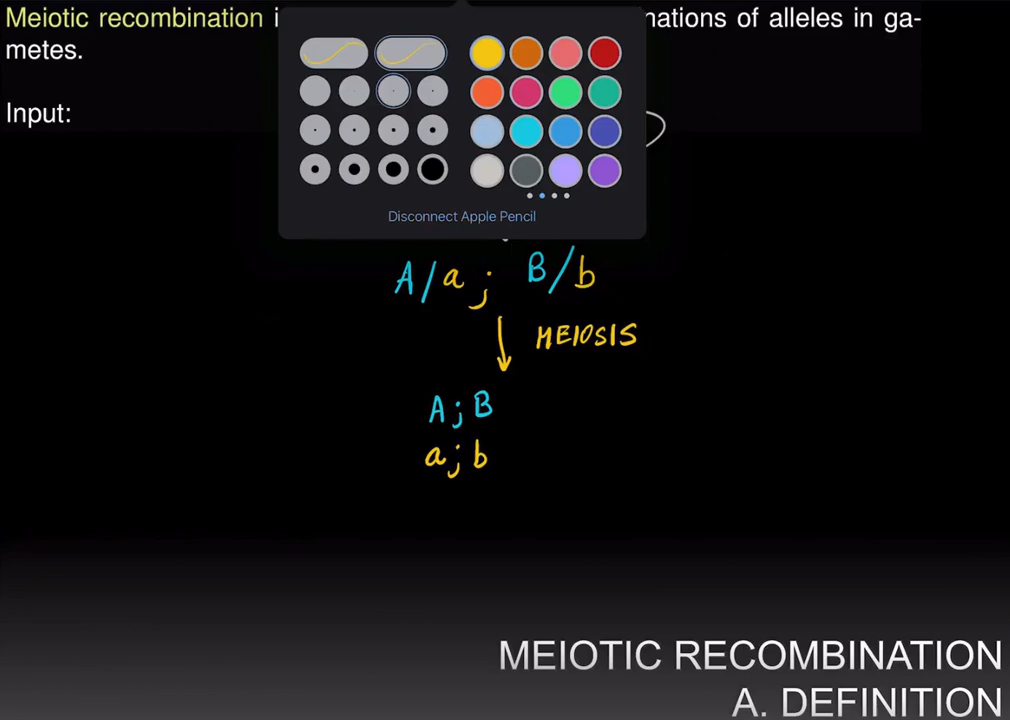 Meiotic recombination
nations of alleles in ga-
metes.
Input:
Disconnect Apple Pencil
A/a; B/b
MEIOSIS
A;B
a;b
MEIOTIC RECOMBINATION
A. DEFINITION